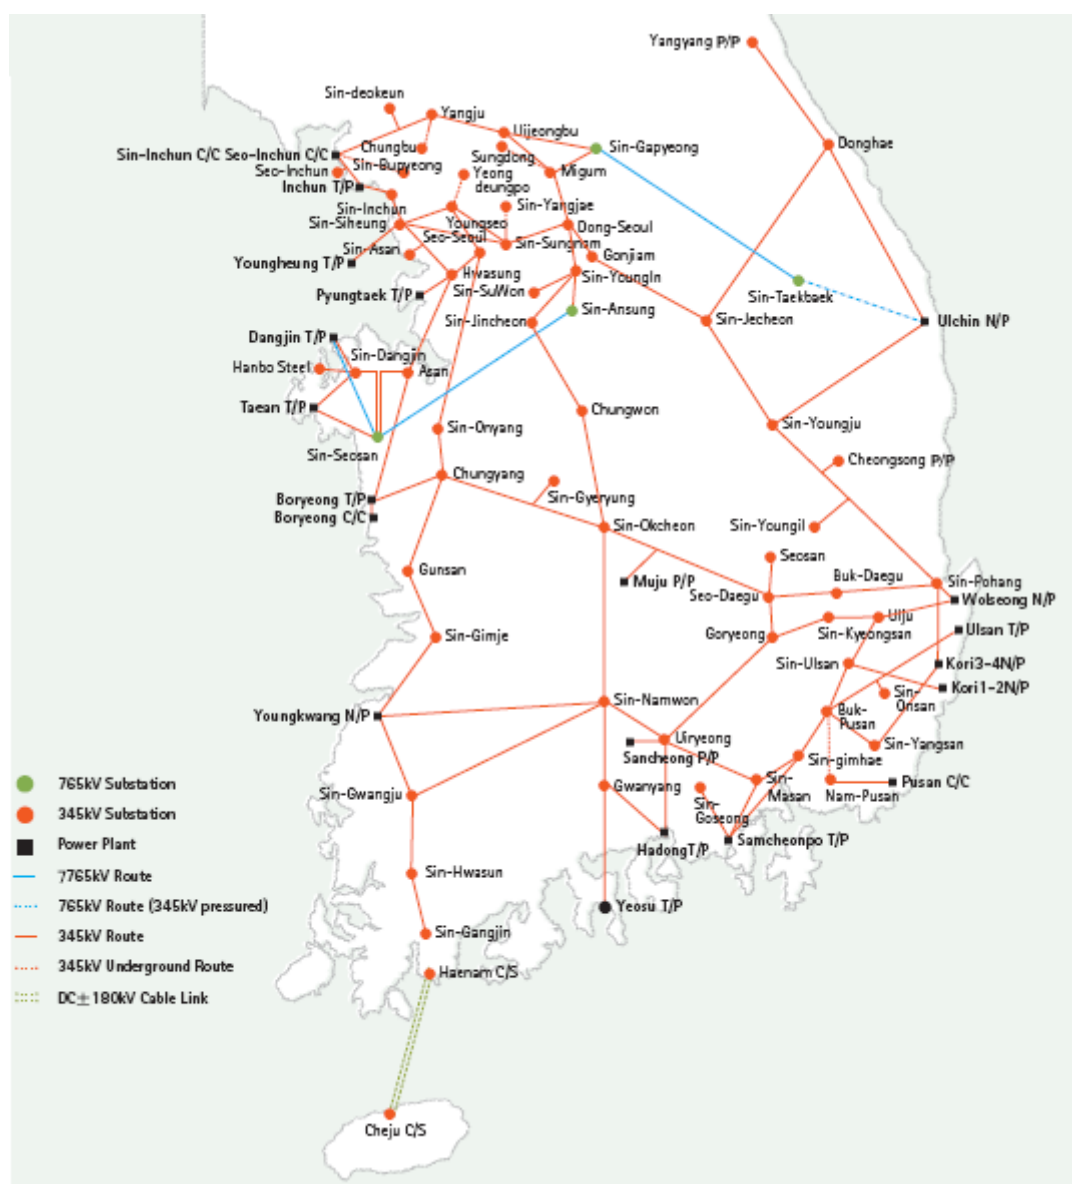 Yangyang P/P
Sin-deokeun
Yangju
Uijeongbu
Sin-Gapyeong
Donghae
Chungbu
Sungdong
Migum
Sin-Inchun C/C Seo-Inchun C/C
Seo-Inchun
Sin-Bupyeong
Yeong
deungpo
Inchun T/P
Sin-Inchun
Sin-Yangjae
Sin-Siheung
Youngseo
Dong-Seoul
Seo-Seoul
Sin-Sungnam
Sin-Asan
Gonjiam
Youngheung T/P
Hwasung
Sin-YoungIn
Sin-Taekbaek
Pyungtaek T/P
Sin-SuWon
Sin-Ansung
Sin-Jincheon
Sin-Jecheon
Ulchin N/P
Dangjin T/P
Sin-Dangjin
Hanbo Steel
Asan
Taean T/P
Chungwon
Sin-Youngju
Sin-Onyang
Sin-Seosan
Cheongsong P/P
Chungyang
Boryeong T/P
Sin-Gyeryung
Boryeong C/C
Sin-Okcheon
Sin-Youngil
Seosan
Gunsan
Buk-Daegu
Muju P/P
Sin-Pohang
Seo-Daegu
Wolseong N/P
Ulju
Sin-Gimje
Goryeong
Sin-Kyeongsan
Ulsan T/P
Sin-Ulsan
Kori3-4N/P
Kori1-2N/P
Sin-
Onsan
Sin-Namwon
Youngkwang N/P
Buk-
Pusan
Uiryeong
Sin-Yangsan
Sancheong P/P
Sin-gimhae
765kV Substation
Sin-Gwangju
Gwanyang
Sin-
Goseong
Sin-
Masan
Nam-Pusan
Pusan C/C
345kV Substation
Power Plant
HadongT/P
Samcheonpo T/P
7765kV Route
Sin-Hwasun
765kV Route (345kV pressured)
Yeosu T/P
345kV Route
Sin-Gangjin
345kV Underground Route
Haenam C/S
DC±180kV Cable Link
Cheju C/S